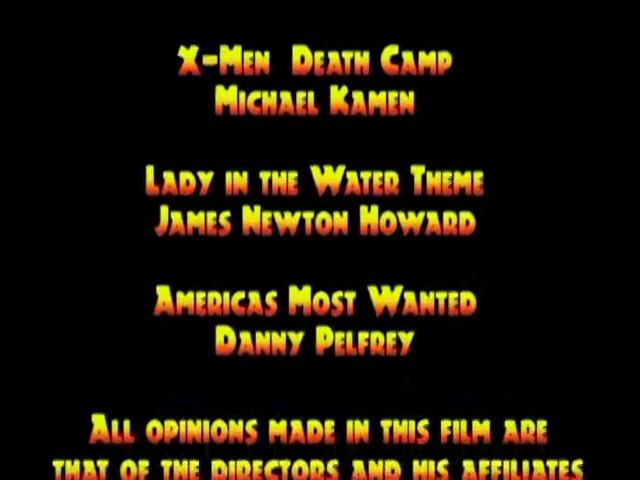 X-Men Death Camp
Michael Kamen
Lady in the Water Theme
James Newton Howard
Americas Most Wanted
Danny Pelfrey
All opinions made in this film are
that of the directors and his affiliates